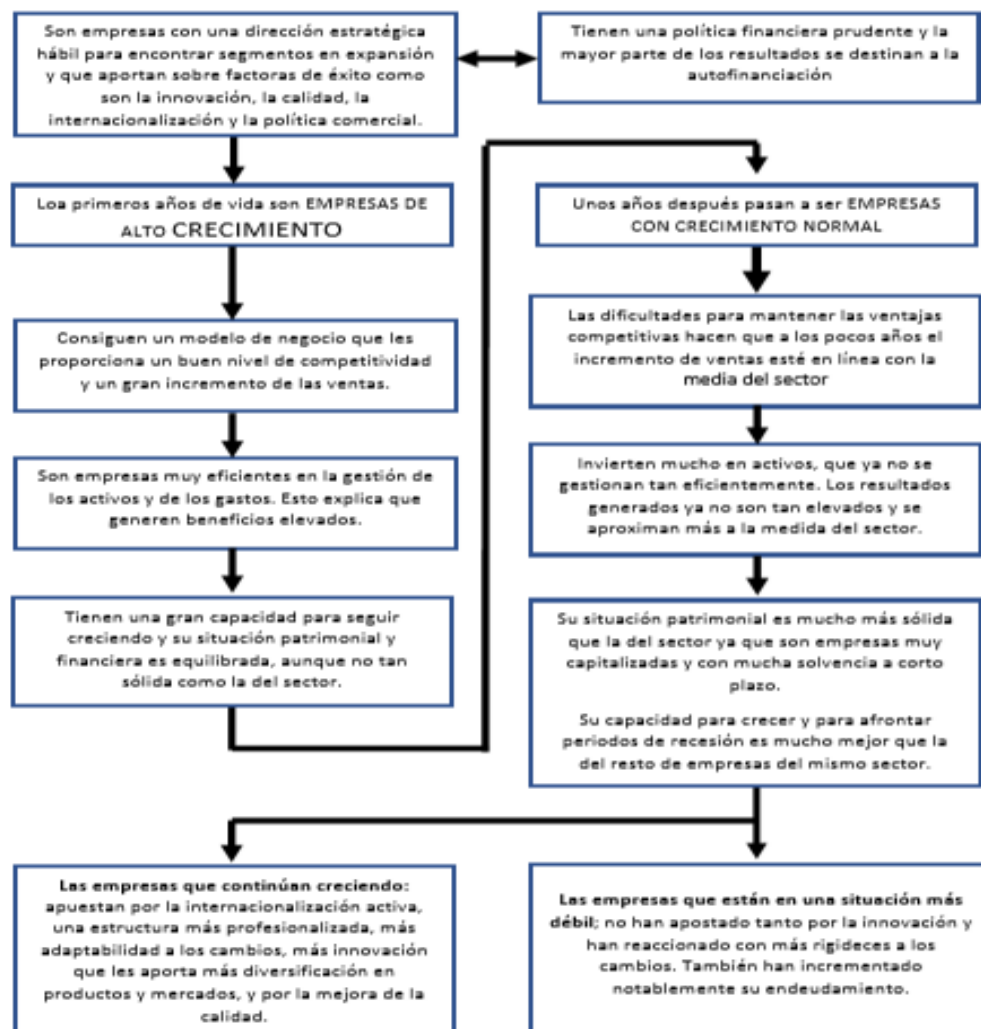 Son empresas con una dirección estratégica
hábil para encontrar segmentos en expansión
y que aportan sobre factoras de éxito como
son la innovación, la calidad, la
internacionalización y la política comercial.
Tienen una política financiera prudente y la
mayor parte de los resultados se destinan a la
autofinanciación
Loa primeros años de vida son EMPRESAS DE
ALTO CRECIMIENTO
Consiguen un modelo de negocio que les
proporciona un buen nivel de competitividad
y un gran incremento de las ventas.
Son empresas muy eficientes en la gestión de
los activos y de los gastos. Esto explica que
generen beneficios elevados.
Tienen una gran capacidad para seguir
creciendo y su situación patrimonial y
financiera es equilibrada, aunque no tan
sólida como la del sector.
Unos años después pasan a ser EMPRESAS
CON CRECIMIENTO NORMAL
Las dificultades para mantener las ventajas
competitivas hacen que a los pocos años el
incremento de ventas esté en línea con la
media del sector
Invierten mucho en activos, que ya no se
gestionan tan eficientemente. Los resultados
generados ya no son tan elevados y se
aproximan más a la medida del sector.
Su situación patrimonial es mucho más sólida
que la del sector ya que son empresas muy
capitalizadas y con mucha solvencia a corto
plazo.
Su capacidad para crecer y para afrontar
periodos de recesión es mucho mejor que la
del resto de empresas del mismo sector.
Las empresas que continúan creciendo:
apuestan por la internacionalización activa,
una estructura más profesionalizada, más
adaptabilidad a los cambios, más innovación
que les aporta más diversificación en
productos y mercados, y por la mejora de la
calidad.
Las empresas que están en una situación más
débil; no han apostado tanto por la innovación y
han reaccionado con más rigideces a los
cambios. También han incrementado
notablemente su endeudamiento.